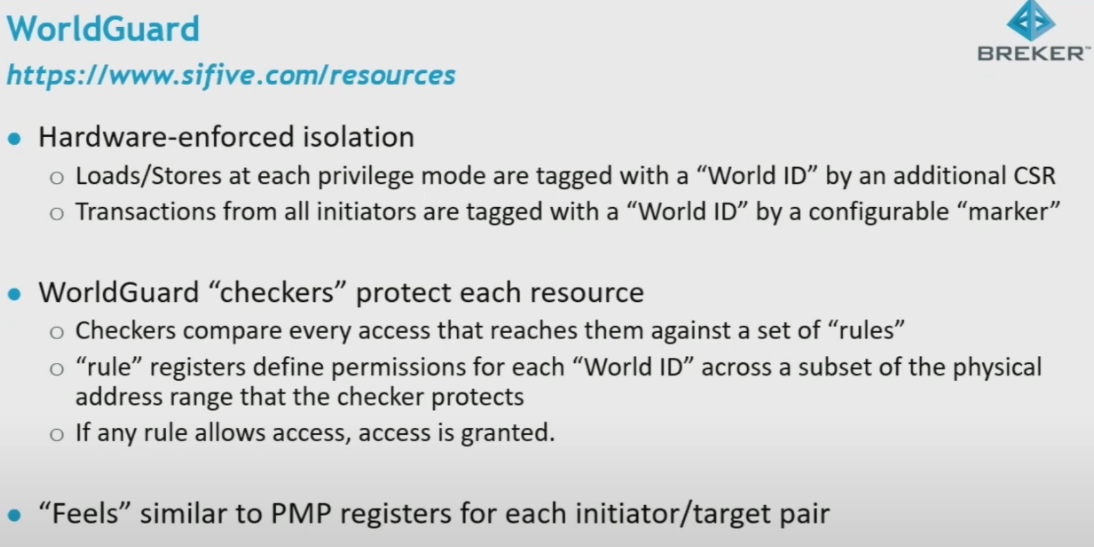 WorldGuard
BREKER™
https://www.sifive.com/resources
● Hardware-enforced isolation
○ Loads/Stores at each privilege mode are tagged with a “World ID” by an additional CSR
○ Transactions from all initiators are tagged with a “World ID” by a configurable “marker”
● WorldGuard “checkers” protect each resource
○ Checkers compare every access that reaches them against a set of “rules”
○ “rule” registers define permissions for each “World ID” across a subset of the physical
address range that the checker protects
○ If any rule allows access, access is granted.
● “Feels” similar to PMP registers for each initiator/target pair